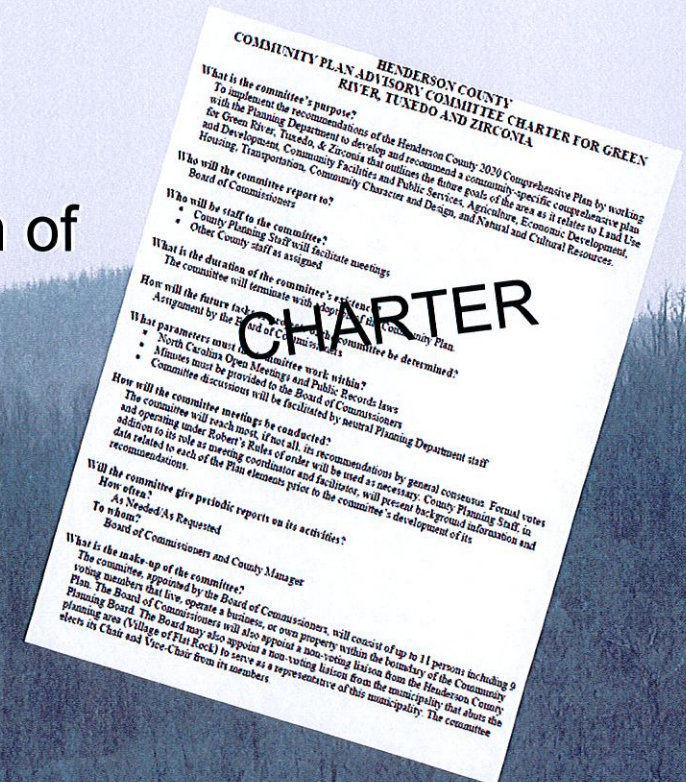 n of
HENDERSON COUNTY
COMMUNITY PLAN ADVISORY COMMITTEE CHARTER FOR GREEN
RIVER, TUXEDO AND ZIRCONIA
What is the committee's purpose?
To implement the recommendations of the Henderson County 2020 Comprehensive Plan by working
with the Planning Department to develop and recommend a community-specific comprehensive plan
for Green River, Tuxedo, & Zirconia that outlines the future goals of the area as it relates to Land Use
and Development, Community Facilities and Public Services, Agriculture, Economic Development,
Housing, Transportation, Community Character and Design, and Natural and Cultural Resources.
Who will the committee report to?
Board of Commissioners
Who will be staff to the committee?
• County Planning Staff will facilitate meetings
• Other County staff as assigned
What is the duration of the committee's existence?
The committee will terminate with adoption of the Community Plan.
How will the future of the committee be determined?
Assignment by the Board of Commissioners
CHARTER
What parameters must the committee work within?
• North Carolina Open Meetings and Public Records laws
• Minutes must be provided to the Board of Commissioners
• Committee discussions will be facilitated by neutral Planning Department staff
How will the committee meetings be conducted?
The committee will reach most, if not all, its recommendations by general consensus. Formal votes
and operating under Robert's Rules of order will be used as necessary. County Planning Staff, in
addition to its role as meeting coordinator and facilitator, will present background information and
data related to each of the Plan elements prior to the committee's development of its
recommendations.
Will the committee give periodic reports on its activities?
How often?
As Needed/As Requested
To whom?
Board of Commissioners and County Manager
What is the make-up of the committee?
The committee, appointed by the Board of Commissioners, will consist of up to 11 persons including 9
voting members that live, operate a business, or own property within the boundary of the Community
Plan. The Board of Commissioners will also appoint a non-voting liaison from the Henderson County
Planning Board. The Board may also appoint a non-voting liaison from the municipality that abuts the
planning area (Village of Flat Rock) to serve as a representative of this municipality. The committee
elects its Chair and Vice-Chair from its members.